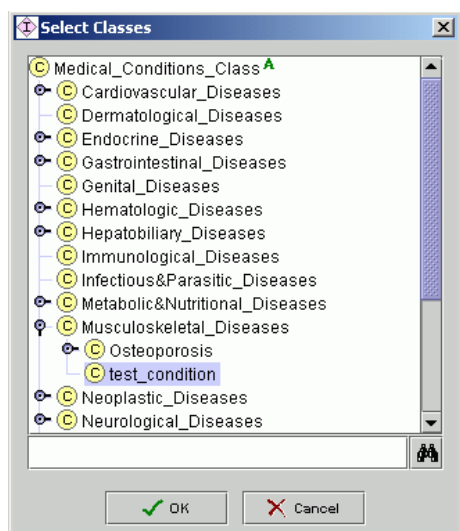 Select Classes
C Medical_Conditions_Class A
C Cardiovascular_Diseases
C Dermatological_Diseases
C Endocrine_Diseases
C Gastrointestinal_Diseases
C Genital_Diseases
C Hematologic_Diseases
C Hepatobiliary_Diseases
C Immunological_Diseases
C Infectious&Parasitic_Diseases
C Metabolic&Nutritional_Diseases
C Musculoskeletal_Diseases
C Osteoporosis
C test_condition
C Neoplastic_Diseases
C Neurological_Diseases
OK Cancel